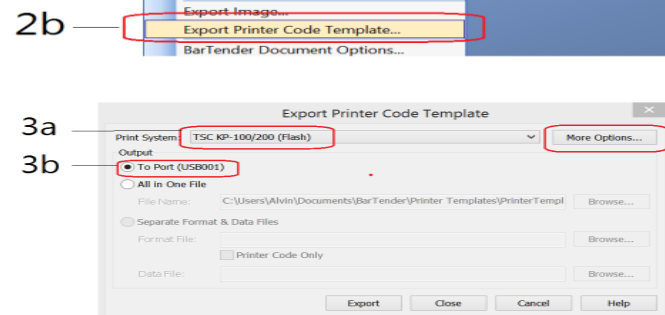 Export Image...
2b
Export Printer Code Template...
BarTender Document Options...
Export Printer Code Template
3a
Print System: TSC KP-100/200 (Flash) More Options...
Output
3b
To Port (USB001)
All in One File
File Name: C:\Users\Alvin\Documents\BarTender\Printer Templates\PrinterTempl Browse...
Separate Format & Data Files
Format File: Browse...
Printer Code Only
Data File: Browse...
Export Close Cancel Help